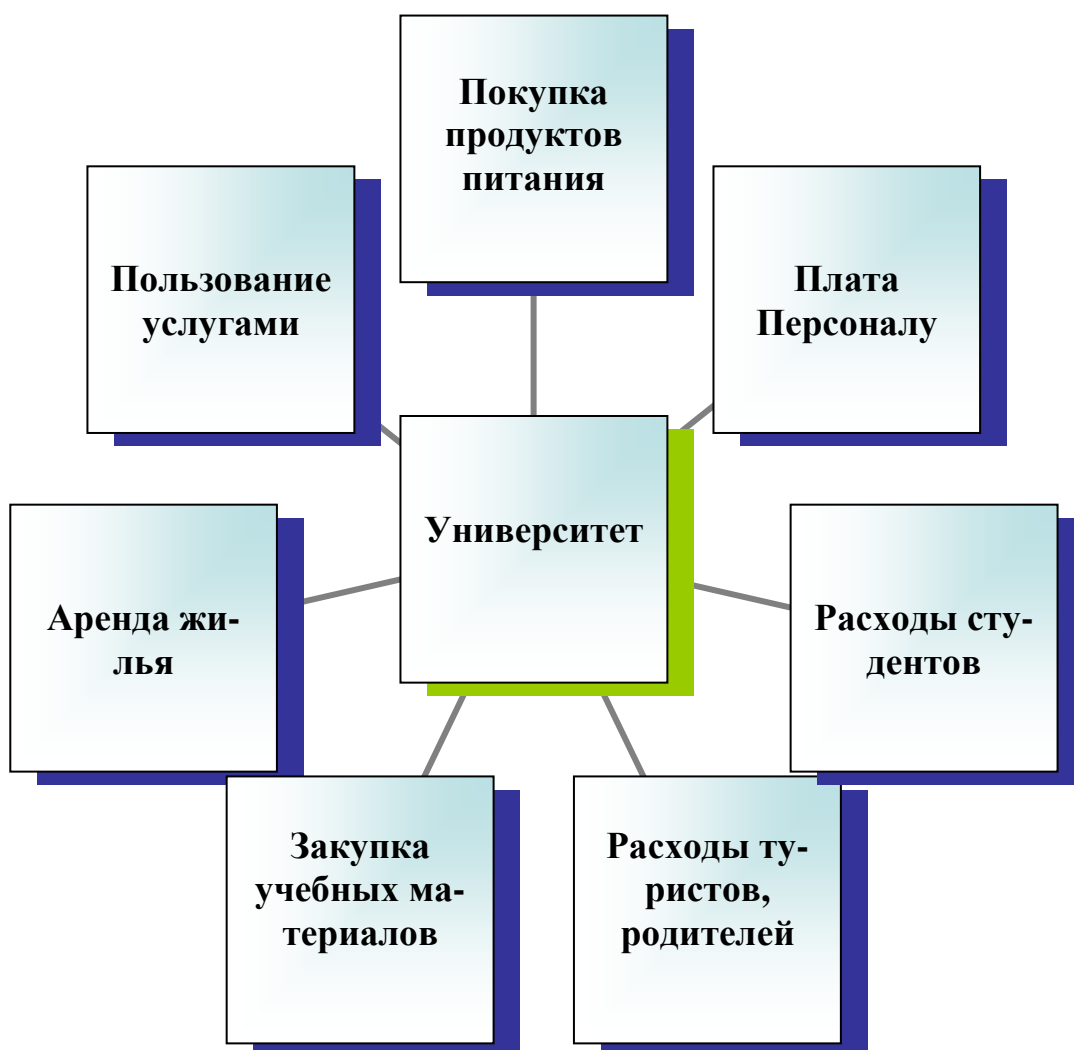 Покупка
продуктов
питания
Пользование
услугами
Плата
Персоналу
Университет
Аренда жи-
лья
Расходы сту-
дентов
Закупка
учебных ма-
териалов
Расходы ту-
ристов,
родителей